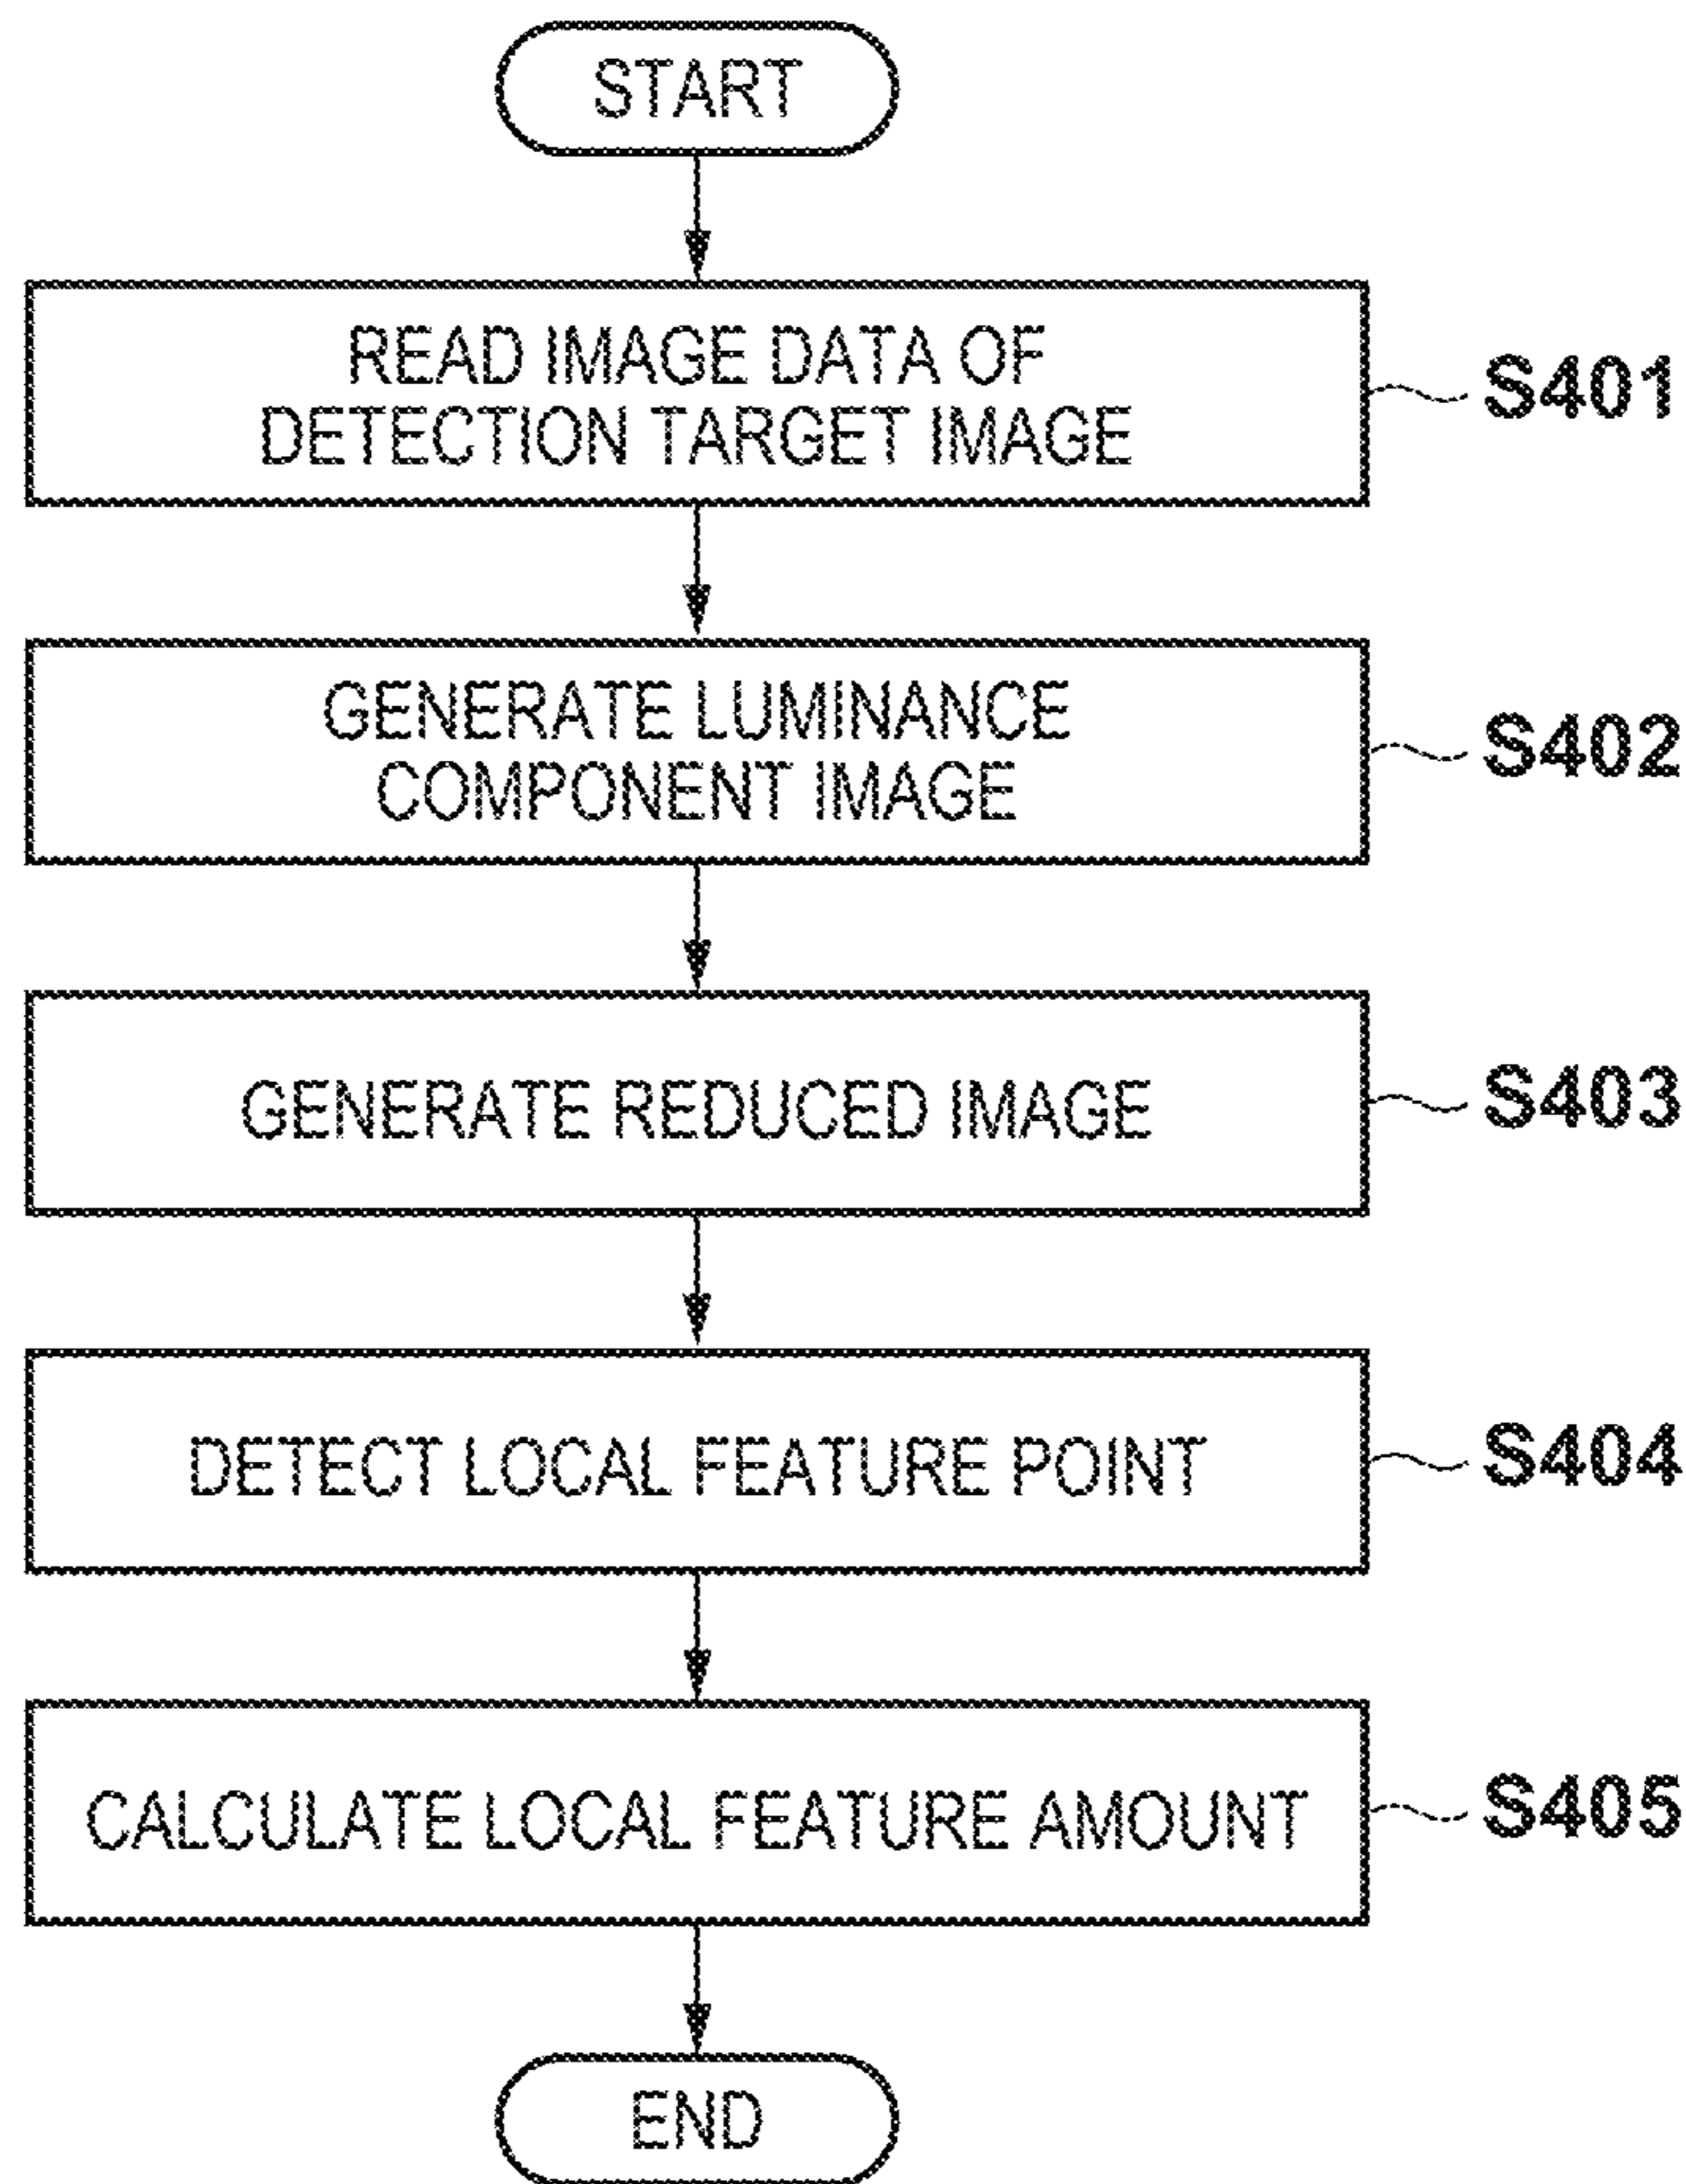 START
READ IMAGE DATA OF
DETECTION TARGET IMAGE
S401
GENERATE LUMINANCE
COMPONENT IMAGE
S402
GENERATE REDUCED IMAGE
S403
DETECT LOCAL FEATURE POINT
S404
CALCULATE LOCAL FEATURE AMOUNT
S405
END